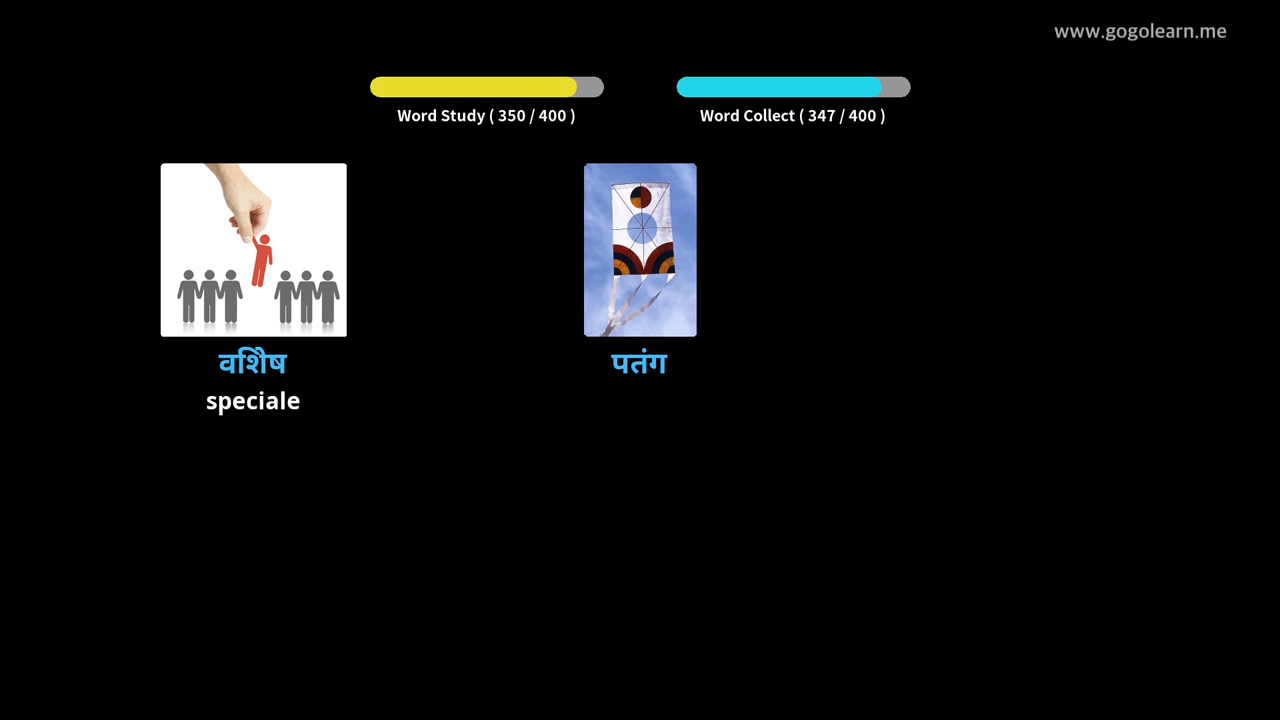 www.gogolearn.me
Word Study ( 350 / 400 )
Word Collect ( 347 / 400 )
वशिेष
पतंग
speciale